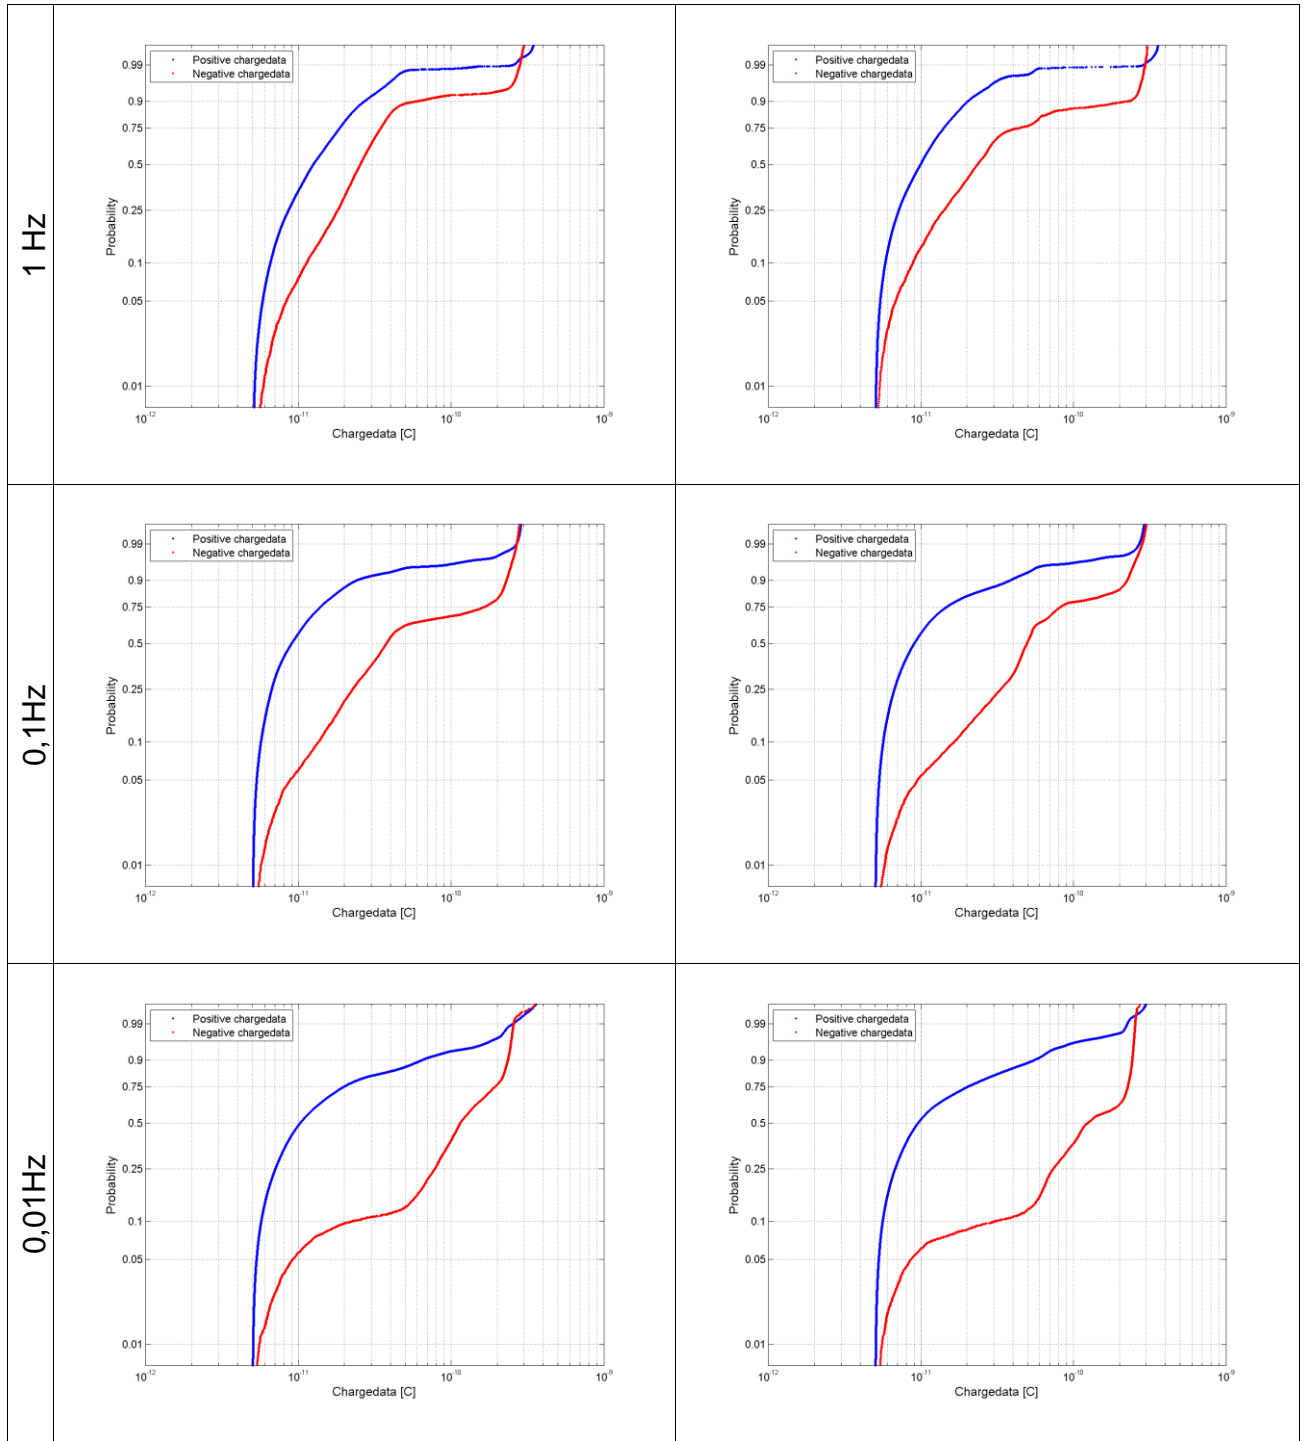 1 Hz
Positive chargedata
Negative chargedata
0.99
0.9
0.75
0.5
0.25
0.1
0.05
0.01
Probability
10^-12 10^-11 10^-10 10^-9
Chargedata [C]
Positive chargedata
Negative chargedata
0.99
0.9
0.75
0.5
0.25
0.1
0.05
0.01
Probability
10^-12 10^-11 10^-10 10^-9
Chargedata [C]
0,1Hz
Positive chargedata
Negative chargedata
0.99
0.9
0.75
0.5
0.25
0.1
0.05
0.01
Probability
10^-12 10^-11 10^-10 10^-9
Chargedata [C]
Positive chargedata
Negative chargedata
0.99
0.9
0.75
0.5
0.25
0.1
0.05
0.01
Probability
10^-12 10^-11 10^-10 10^-9
Chargedata [C]
0,01Hz
Positive chargedata
Negative chargedata
0.99
0.9
0.75
0.5
0.25
0.1
0.05
0.01
Probability
10^-12 10^-11 10^-10 10^-9
Chargedata [C]
Positive chargedata
Negative chargedata
0.99
0.9
0.75
0.5
0.25
0.1
0.05
0.01
Probability
10^-12 10^-11 10^-10 10^-9
Chargedata [C]